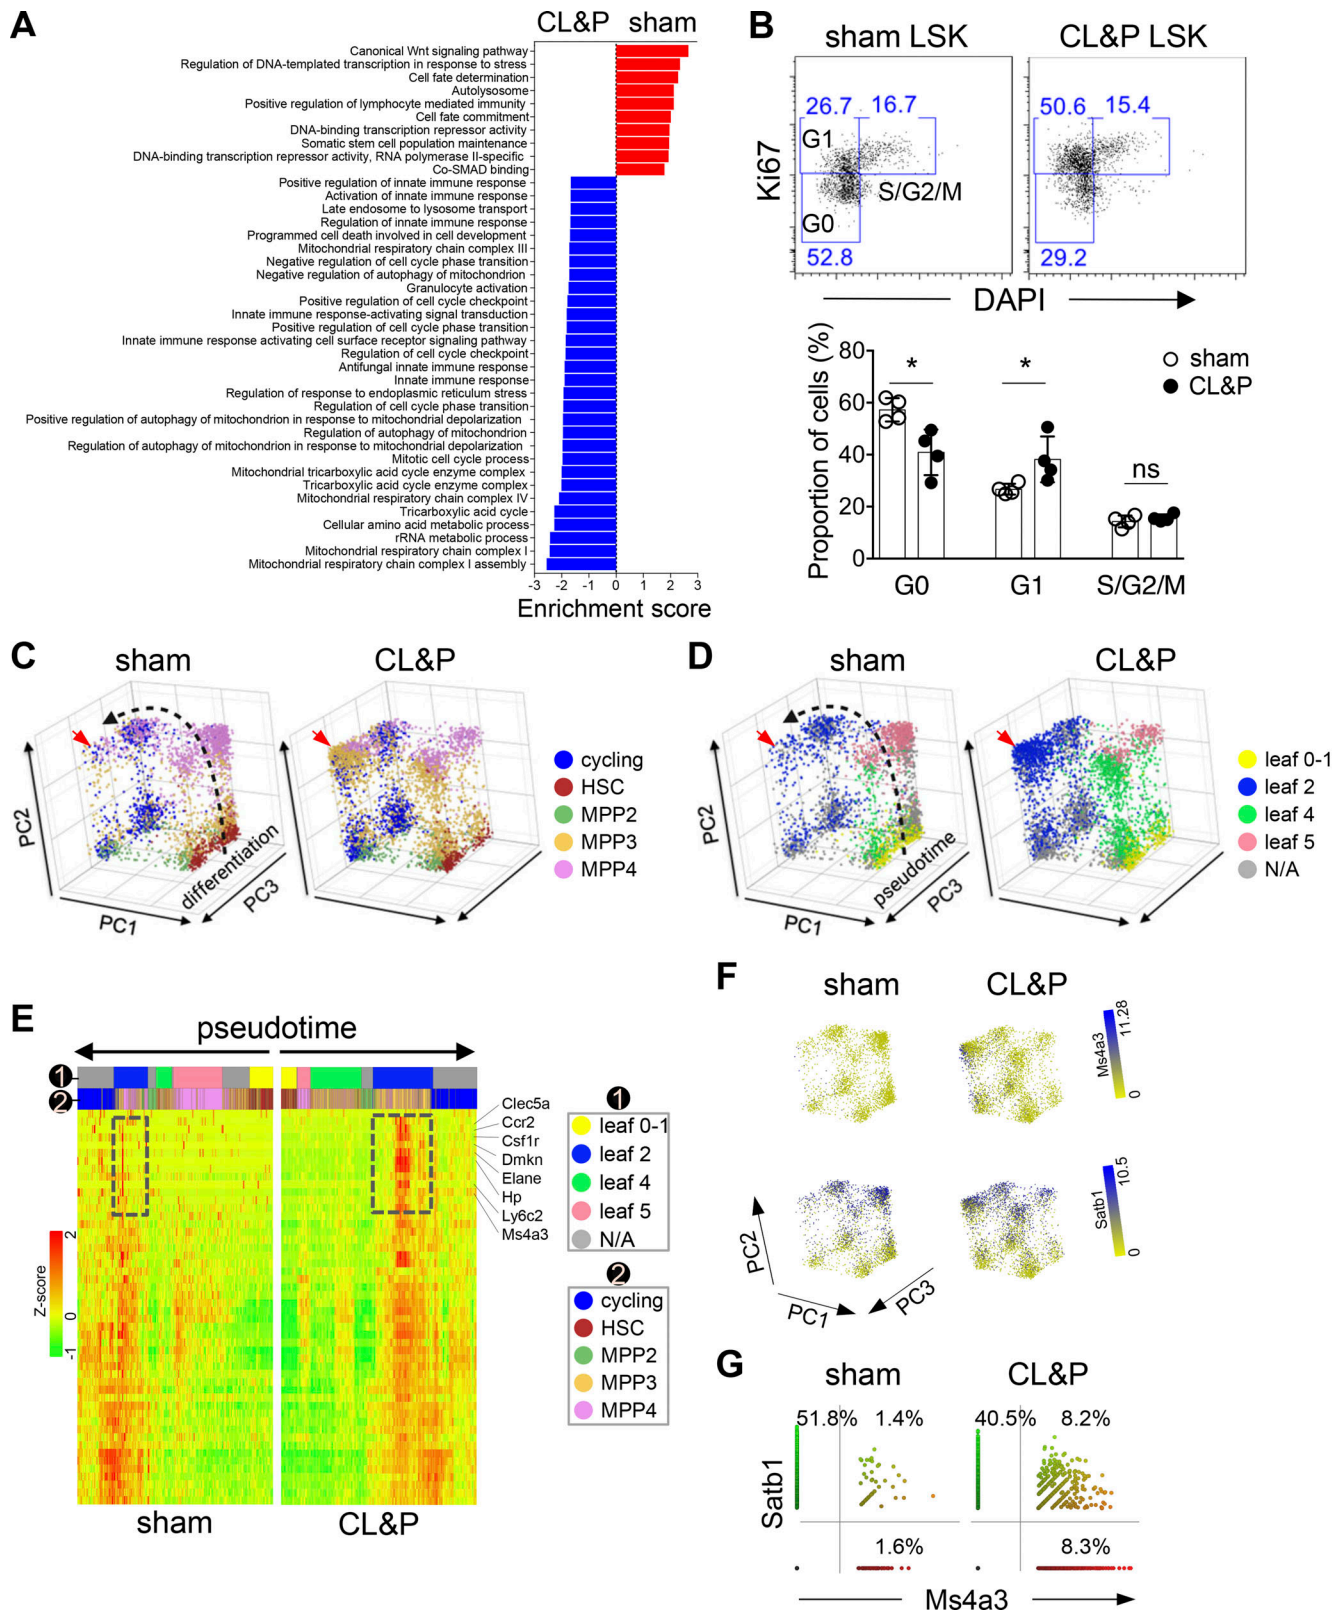 A
CL&P sham
Canonical Wnt signaling pathway
Regulation of DNA-templated transcription in response to stress
Cell fate determination
Autolysosome
Positive regulation of lymphocyte mediated immunity
Cell fate commitment
DNA-binding transcription repressor activity
Somatic stem cell population maintenance
DNA-binding transcription repressor activity, RNA polymerase II-specific
Co-SMAD binding
Positive regulation of innate immune response
Activation of innate immune response
Late endosome to lysosome transport
Regulation of innate immune response
Programmed cell death involved in cell development
Mitochondrial respiratory chain complex III
Negative regulation of cell cycle phase transition
Negative regulation of autophagy of mitochondrion
Granulocyte activation
Positive regulation of cell cycle checkpoint
Innate immune response-activating signal transduction
Positive regulation of cell cycle phase transition
Innate immune response activating cell surface receptor signaling pathway
Regulation of cell cycle checkpoint
Antifungal innate immune response
Innate immune response
Regulation of response to endoplasmic reticulum stress
Regulation of cell cycle phase transition
Positive regulation of autophagy of mitochondrion in response to mitochondrial depolarization
Regulation of autophagy of mitochondrion
Regulation of autophagy of mitochondrion in response to mitochondrial depolarization
Mitotic cell cycle process
Mitochondrial tricarboxylic acid cycle enzyme complex
Tricarboxylic acid cycle enzyme complex
Mitochondrial respiratory chain complex IV
Tricarboxylic acid cycle
Cellular amino acid metabolic process
rRNA metabolic process
Mitochondrial respiratory chain complex I
Mitochondrial respiratory chain complex I assembly
-3 -2 -1 0 1 2 3
Enrichment score
B
sham LSK CL&P LSK
26.7 16.7 50.6 15.4
G1
S/G2/M
G0
52.8 29.2
Ki67
DAPI
Proportion of cells (%)
80
60
40
20
0
* * ns
sham
CL&P
G0 G1 S/G2/M
C
sham CL&P
PC2
PC1
PC3
differentiation
cycling
HSC
MPP2
MPP3
MPP4
D
sham CL&P
PC2
PC1
PC3
pseudotime
leaf 0-1
leaf 2
leaf 4
leaf 5
N/A
E
pseudotime
1
2
Clec5a
Ccr2
Csf1r
Dmkn
Elane
Hp
Ly6c2
Ms4a3
Z-score
2
0
-1
sham CL&P
1
leaf 0-1
leaf 2
leaf 4
leaf 5
N/A
2
cycling
HSC
MPP2
MPP3
MPP4
F
sham CL&P
Ms4a3
11.28
0
Satb1
10.5
0
PC2
PC1
PC3
G
sham CL&P
51.8% 1.4% 40.5% 8.2%
1.6% 8.3%
Satb1
Ms4a3